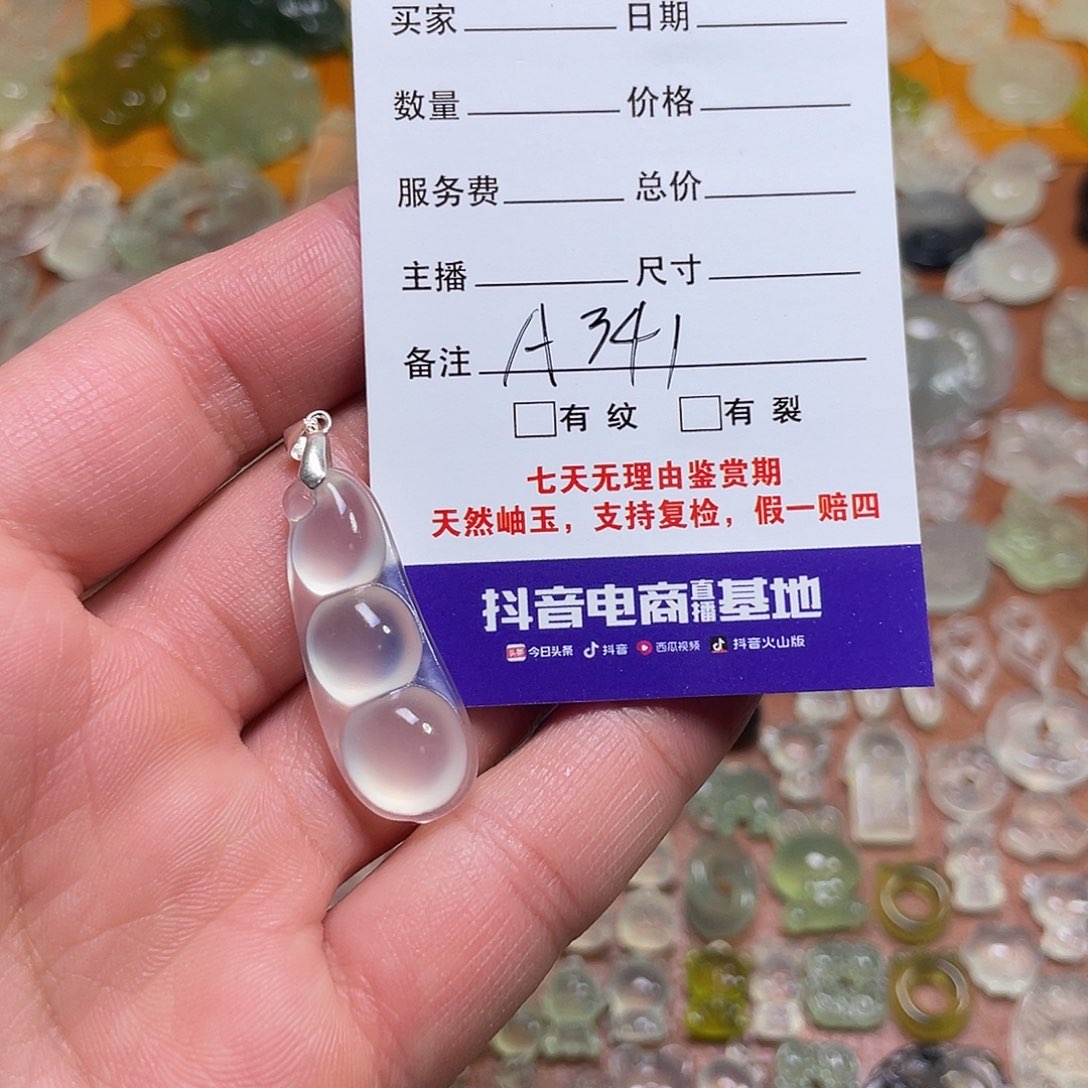 买家 日期
数量 价格
服务费 总价
主播 尺寸
备注 A341
有纹 有裂
七天无理由鉴赏期
天然岫玉，支持复检，假一赔四
抖音电商直播基地
头条 今日头条 抖音 西瓜视频 抖音火山版